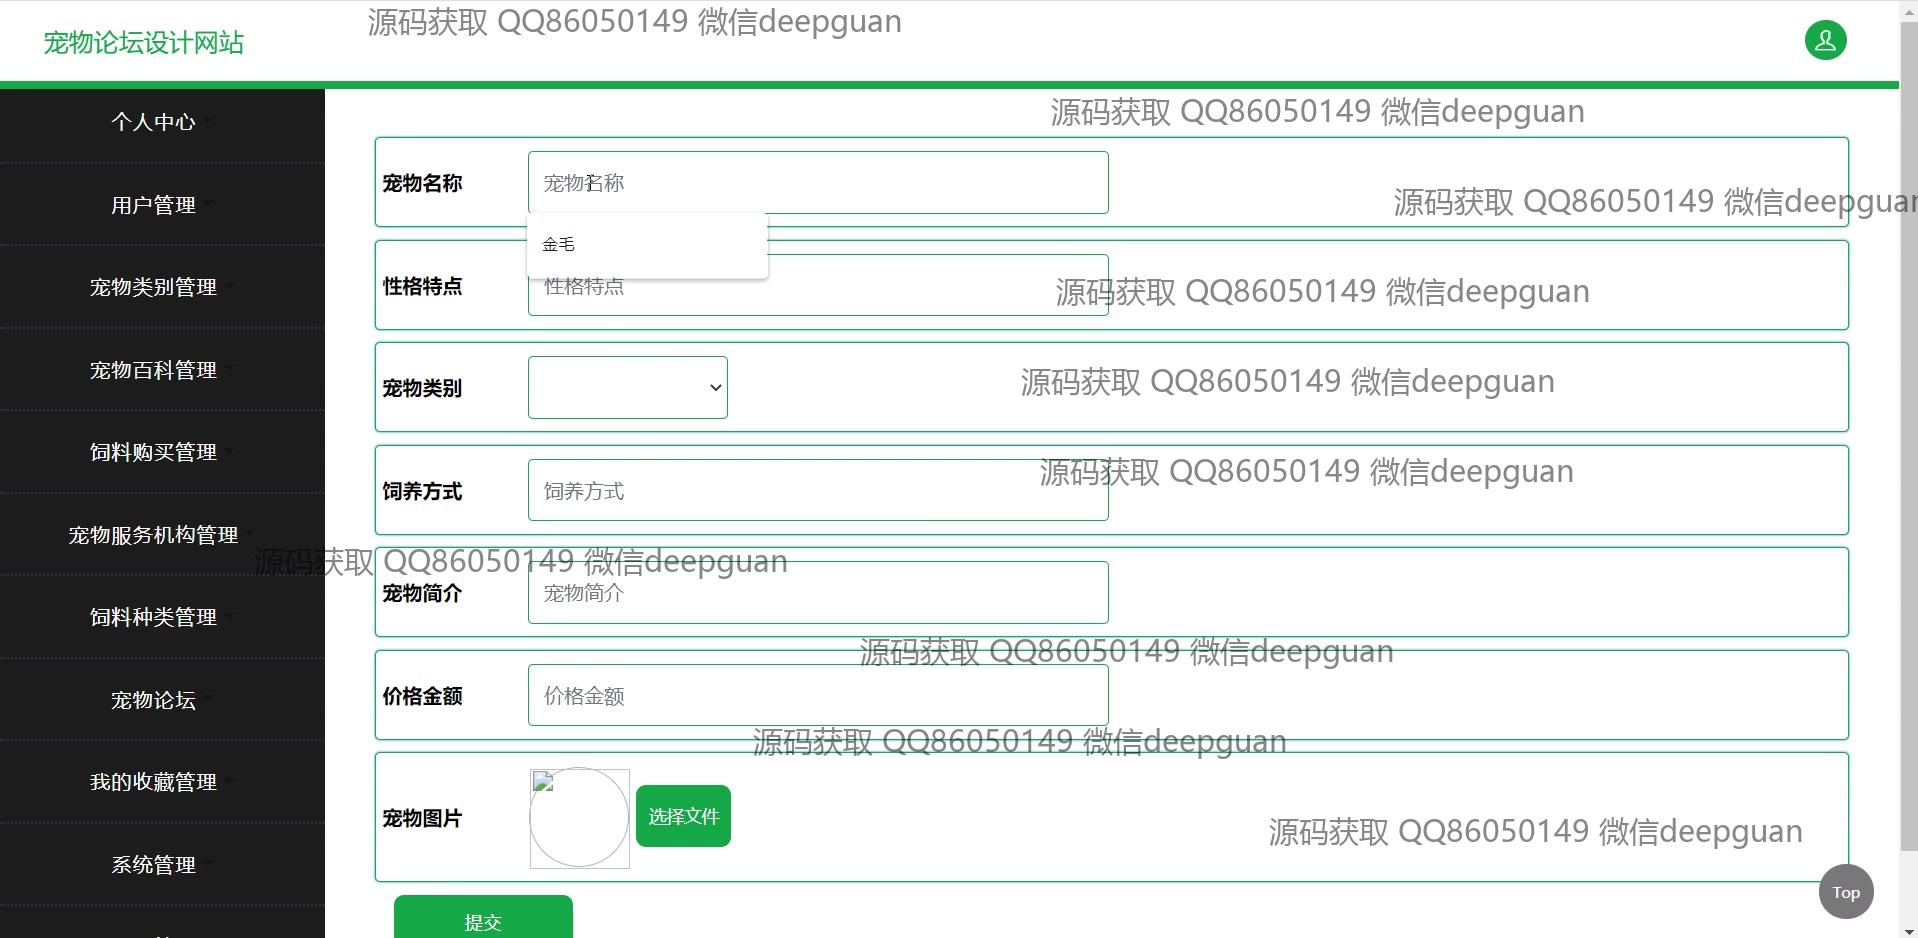 源码获取 QQ86050149 微信deepguan
宠物论坛设计网站
源码获取 QQ86050149 微信deepguan
个人中心
用户管理
宠物类别管理
宠物百科管理
饲料购买管理
宠物服务机构管理
饲料种类管理
宠物论坛
我的收藏管理
系统管理
宠物名称 宠物名称
源码获取 QQ86050149 微信deepguan
金毛
性格特点 性格特点
源码获取 QQ86050149 微信deepguan
宠物类别
源码获取 QQ86050149 微信deepguan
饲养方式 饲养方式
源码获取 QQ86050149 微信deepguan
源码获取 QQ86050149 微信deepguan
宠物简介 宠物简介
源码获取 QQ86050149 微信deepguan
价格金额 价格金额
源码获取 QQ86050149 微信deepguan
宠物图片 选择文件
源码获取 QQ86050149 微信deepguan
Top
提交